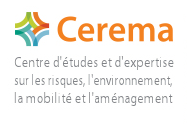 Cerema
Centre d'études et d'expertise
sur les risques, l'environnement,
la mobilité et l'aménagement